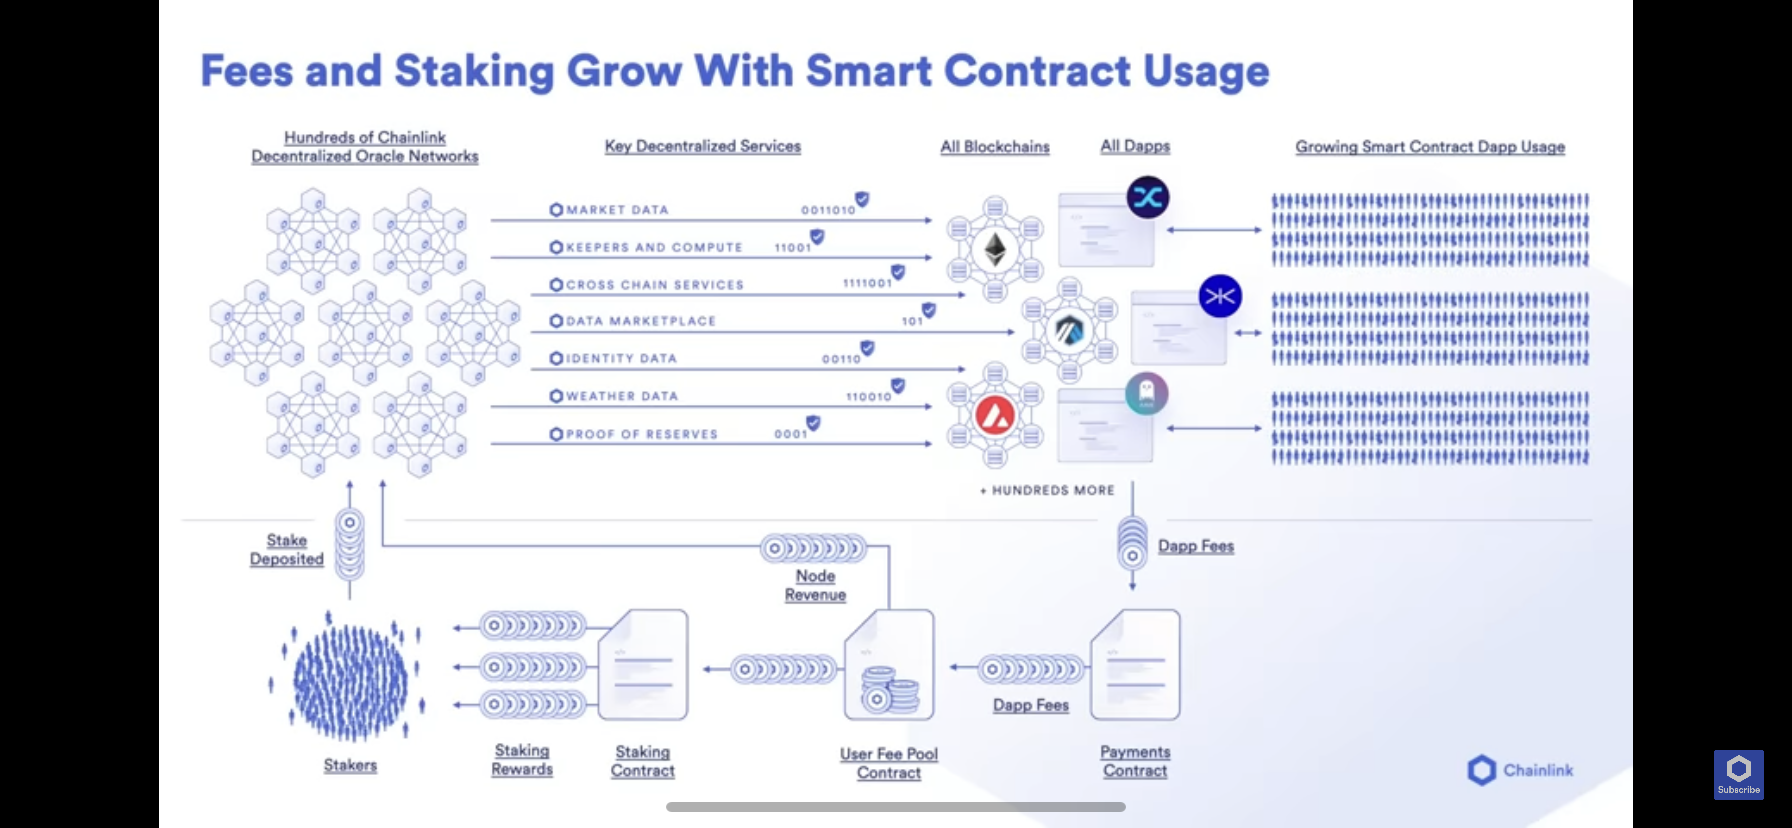 Fees and Staking Grow With Smart Contract Usage
Hundreds of Chainlink
Decentralized Oracle Networks
Key Decentralized Services
All Blockchains
All Dapps
Growing Smart Contract Dapp Usage
MARKET DATA 0011010
KEEPERS AND COMPUTE 11001
CROSS CHAIN SERVICES 1111001
DATA MARKETPLACE 101
IDENTITY DATA 00110
WEATHER DATA 110010
PROOF OF RESERVES 0001
+ HUNDREDS MORE
Stake
Deposited
Node
Revenue
Dapp Fees
Dapp Fees
Stakers
Staking
Rewards
Staking
Contract
User Fee Pool
Contract
Payments
Contract
Chainlink
Subscribe